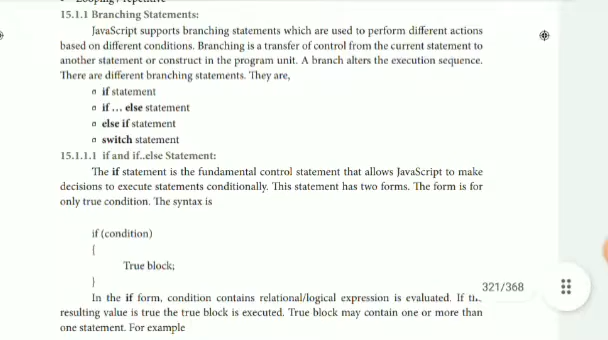 15.1.1 Branching Statements:
JavaScript supports branching statements which are used to perform different actions
based on different conditions. Branching is a transfer of control from the current statement to
another statement or construct in the program unit. A branch alters the execution sequence.
There are different branching statements. They are,
if statement
if … else statement
else if statement
switch statement
15.1.1.1 if and if..else Statement:
The if statement is the fundamental control statement that allows JavaScript to make
decisions to execute statements conditionally. This statement has two forms. The form is for
only true condition. The syntax is
if (condition)
{
True block;
}
321/368
In the if form, condition contains relational/logical expression is evaluated. If
resulting value is true the true block is executed. True block may contain one or more than
one statement. For example